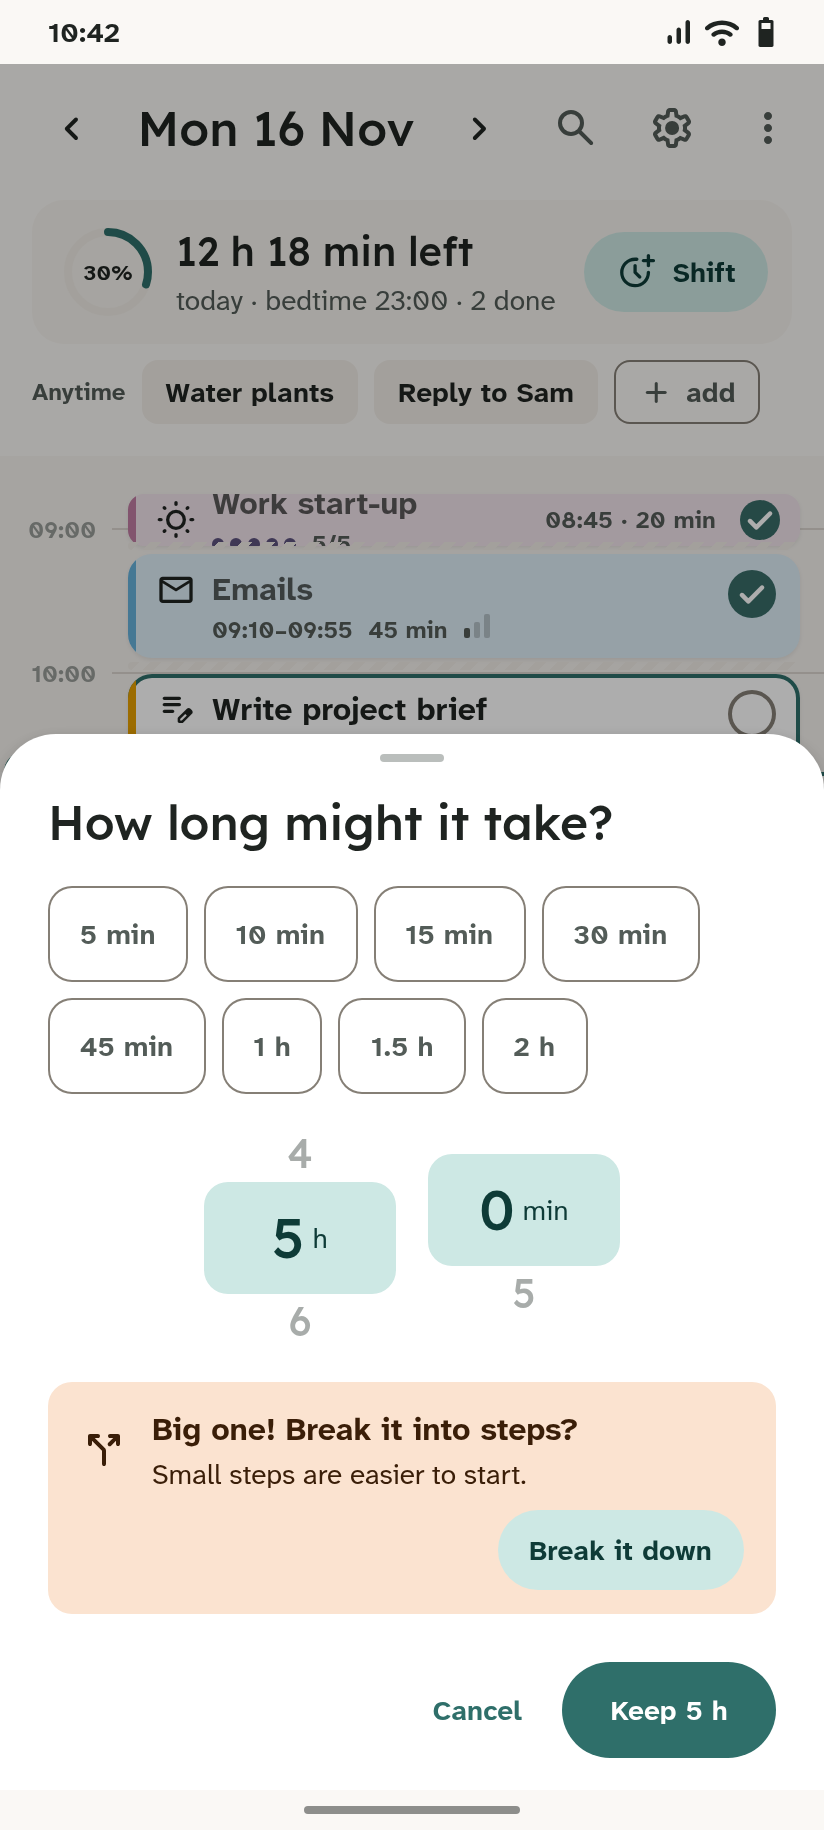 10:42
Mon 16 Nov
30%
12 h 18 min left
today · bedtime 23:00 · 2 done
Shift
Anytime
Water plants
Reply to Sam
+ add
09:00
Work start-up
5/5
08:45 · 20 min
Emails
09:10–09:55 45 min
10:00
Write project brief
How long might it take?
5 min
10 min
15 min
30 min
45 min
1 h
1.5 h
2 h
4
5 h
6
0 min
5
Big one! Break it into steps?
Small steps are easier to start.
Break it down
Cancel
Keep 5 h